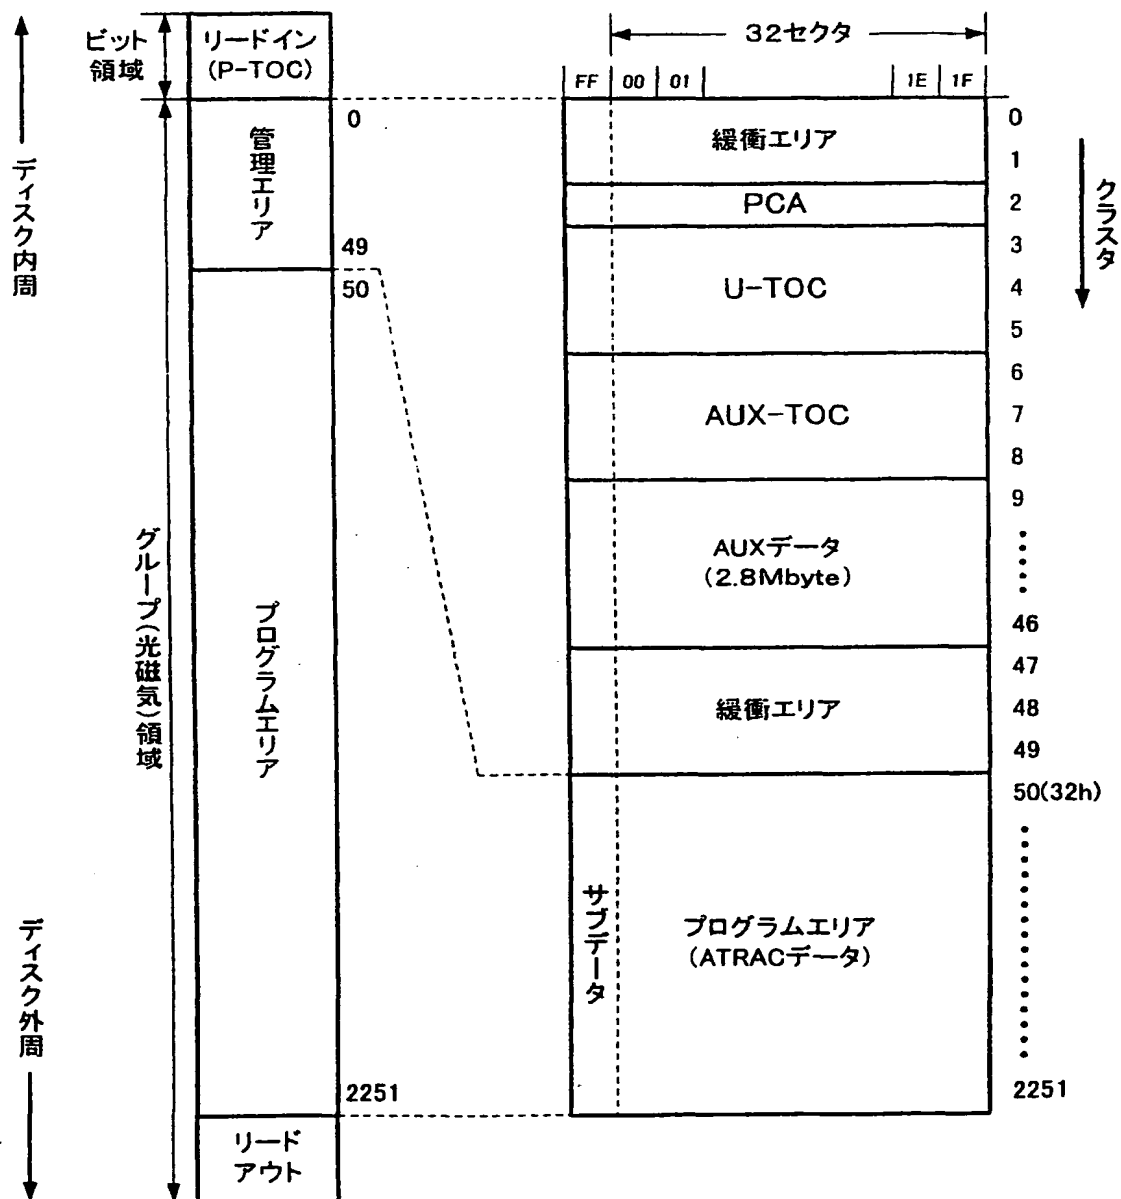 ディスク内周
ディスク外周
ビット
領域
グループ(光磁気)領域
リードイン
(P-TOC)
管理エリア
プログラムエリア
リード
アウト
0
49
50
2251
32セクタ
FF
00
01
1E
1F
緩衝エリア
PCA
U-TOC
AUX-TOC
AUXデータ
(2.8Mbyte)
緩衝エリア
サブデータ
プログラムエリア
(ATRACデータ)
0
1
2
3
4
5
6
7
8
9
46
47
48
49
50(32h)
2251
クラスタ